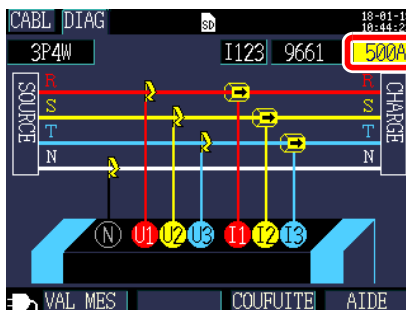 CABL DIAG SD 18-01-1
10:44:2
3P4W I123 9661 500A
SOURCE R R CHARGE
S S
T T
N N
N U1 U2 U3 I1 I2 I3
VAL MES COUFUITE AIDE